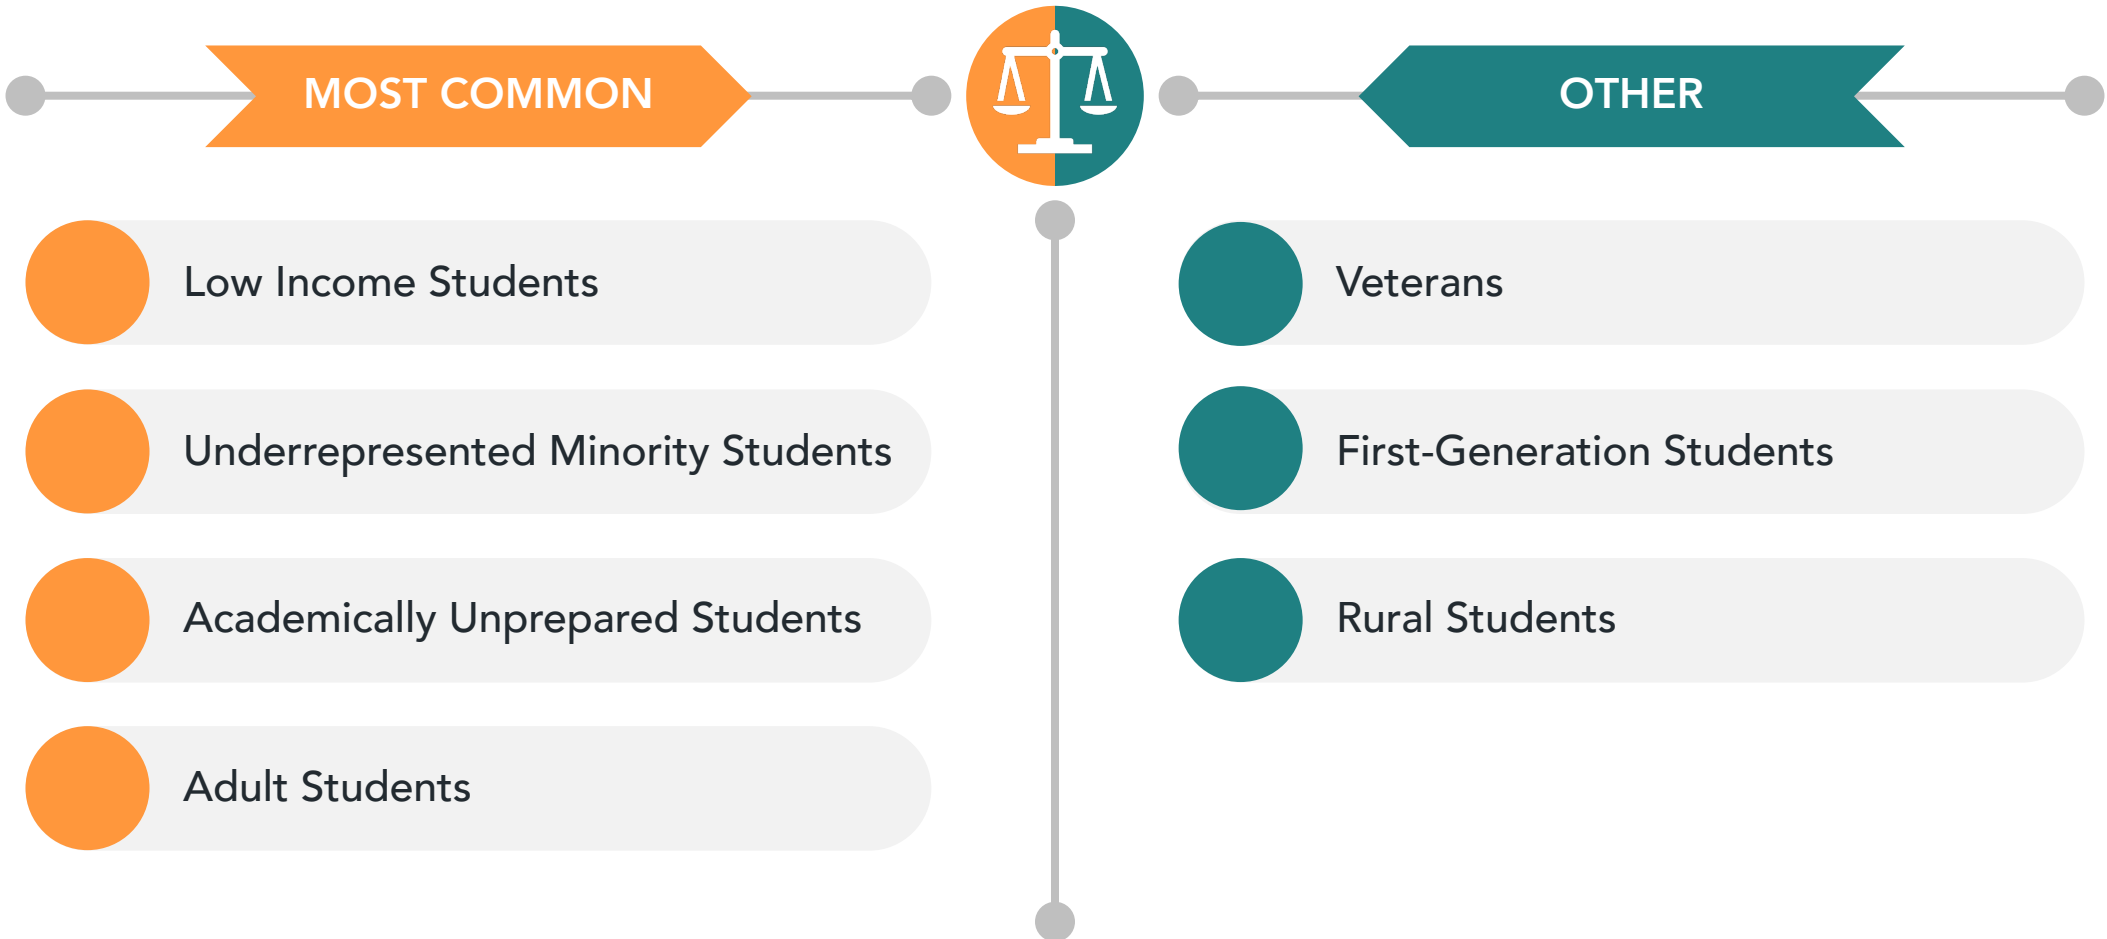 MOST COMMON
Low Income Students
Underrepresented Minority Students
Academically Unprepared Students
Adult Students
OTHER
Veterans
First-Generation Students
Rural Students